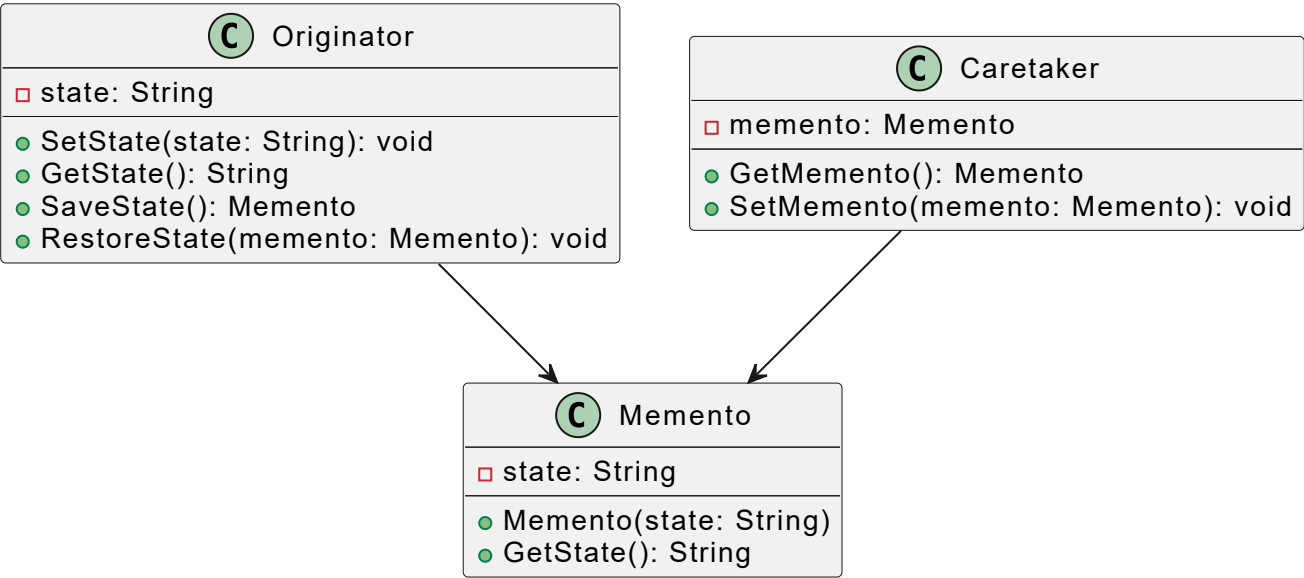 C Originator
state: String
SetState(state: String): void
GetState(): String
SaveState(): Memento
RestoreState(memento: Memento): void
C Caretaker
memento: Memento
GetMemento(): Memento
SetMemento(memento: Memento): void
C Memento
state: String
Memento(state: String)
GetState(): String